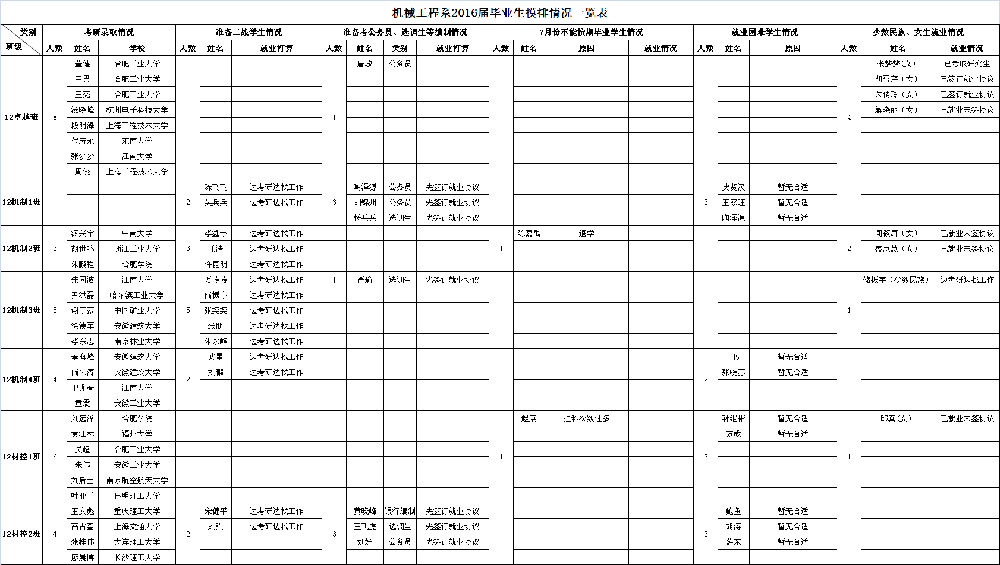 机械工程系2016届毕业生摸排情况一览表
类别 考研录取情况 准备二战学生情况 准备考公务员、选调生等编制情况 7月份不能按期毕业学生情况 就业困难学生情况 少数民族、女生就业情况
班级 人数 姓名 学校 人数 姓名 就业打算 人数 姓名 类别 就业打算 人数 姓名 原因 就业情况 人数 姓名 原因 人数 姓名 就业情况
董健 合肥工业大学 唐政 公务员 张梦梦(女) 已考取研究生
王男 合肥工业大学 胡雪芹（女） 已签订就业协议
王亮 合肥工业大学 朱传玲（女） 已签订就业协议
汤晓峰 杭州电子科技大学 解晓丽（女） 已就业未签协议
12卓越班 8 1 4
段明海 上海工程技术大学
代志永 东南大学
张梦梦 江南大学
周俊 上海工程技术大学
陈飞飞 边考研边找工作 陶泽源 公务员 先签订就业协议 史贤汉 暂无合适
12机制1班 2 吴兵兵 边考研边找工作 3 刘锦州 公务员 先签订就业协议 3 王家旺 暂无合适
杨兵兵 选调生 先签订就业协议 陶泽源 暂无合适
汤兴宇 中南大学 李鑫宇 边考研边找工作 陈嘉禹 退学 闻筱箫（女） 已就业未签协议
12机制2班 3 胡世鸣 浙江工业大学 3 汪浩 边考研边找工作 1 2 盛慧慧（女） 已就业未签协议
朱鹏程 合肥学院 许昆明 边考研边找工作
朱同波 江南大学 万涛涛 边考研边找工作 1 严瑜 选调生 先签订就业协议 储振宇（少数民族） 边考研边找工作
尹洪磊 哈尔滨工业大学 储振宇 边考研边找工作
12机制3班 5 谢子豪 中国矿业大学 5 张尧尧 边考研边找工作 1
徐德军 安徽建筑大学 张朋 边考研边找工作
李东志 南京林业大学 朱永峰 边考研边找工作
董海峰 安徽建筑大学 武星 边考研边找工作 王闯 暂无合适
储朱涛 安徽建筑大学 刘鹏 边考研边找工作 张皖苏 暂无合适
12机制4班 4 2 2
卫尤春 江南大学
童震 安徽工业大学
刘远泽 合肥学院 赵康 挂科次数过多 孙继彬 暂无合适 邱真(女) 已就业未签协议
黄江林 福州大学 方成 暂无合适
吴超 合肥工业大学
12材控1班 6 1 2 1
朱伟 安徽工业大学
刘后宝 南京航空航天大学
叶亚平 昆明理工大学
王文彪 重庆理工大学 宋健平 边考研边找工作 黄晓峰 银行编制 先签订就业协议 鲍鱼 暂无合适
高占奎 上海交通大学 刘强 边考研边找工作 王飞虎 选调生 先签订就业协议 胡涛 暂无合适
12材控2班 4 2 3 3
张桂伟 大连理工大学 刘好 公务员 先签订就业协议 薛东 暂无合适
廖晨博 长沙理工大学